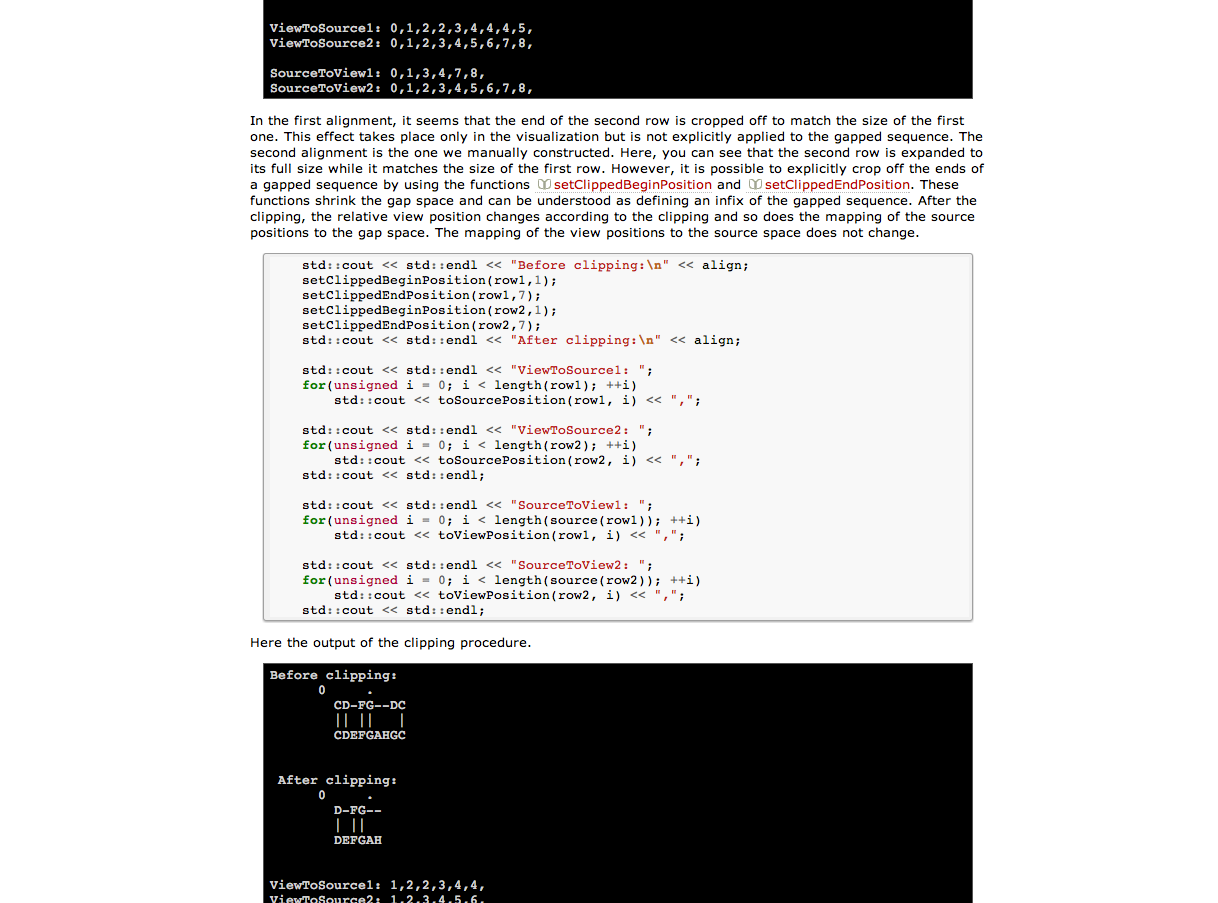 ViewToSource1: 0,1,2,2,3,4,4,4,5,
ViewToSource2: 0,1,2,3,4,5,6,7,8,
SourceToView1: 0,1,3,4,7,8,
SourceToView2: 0,1,2,3,4,5,6,7,8,
In the first alignment, it seems that the end of the second row is cropped off to match the size of the first
one. This effect takes place only in the visualization but is not explicitly applied to the gapped sequence. The
second alignment is the one we manually constructed. Here, you can see that the second row is expanded to
its full size while it matches the size of the first row. However, it is possible to explicitly crop off the ends of
a gapped sequence by using the functions setClippedBeginPosition and setClippedEndPosition. These
functions shrink the gap space and can be understood as defining an infix of the gapped sequence. After the
clipping, the relative view position changes according to the clipping and so does the mapping of the source
positions to the gap space. The mapping of the view positions to the source space does not change.
std::cout << std::endl << "Before clipping:\n" << align;
setClippedBeginPosition(row1,1);
setClippedEndPosition(row1,7);
setClippedBeginPosition(row2,1);
setClippedEndPosition(row2,7);
std::cout << std::endl << "After clipping:\n" << align;
std::cout << std::endl << "ViewToSource1: ";
for(unsigned i = 0; i < length(row1); ++i)
std::cout << toSourcePosition(row1, i) << ",";
std::cout << std::endl << "ViewToSource2: ";
for(unsigned i = 0; i < length(row2); ++i)
std::cout << toSourcePosition(row2, i) << ",";
std::cout << std::endl;
std::cout << std::endl << "SourceToView1: ";
for(unsigned i = 0; i < length(source(row1)); ++i)
std::cout << toViewPosition(row1, i) << ",";
std::cout << std::endl << "SourceToView2: ";
for(unsigned i = 0; i < length(source(row2)); ++i)
std::cout << toViewPosition(row2, i) << ",";
std::cout << std::endl;
Here the output of the clipping procedure.
Before clipping:
0     .
CD-FG--DC
|| ||   |
CDEFGAHGC
After clipping:
0     .
D-FG--
| ||
DEFGAH
ViewToSource1: 1,2,2,3,4,4,
ViewToSource2: 1,2,3,4,5,6,